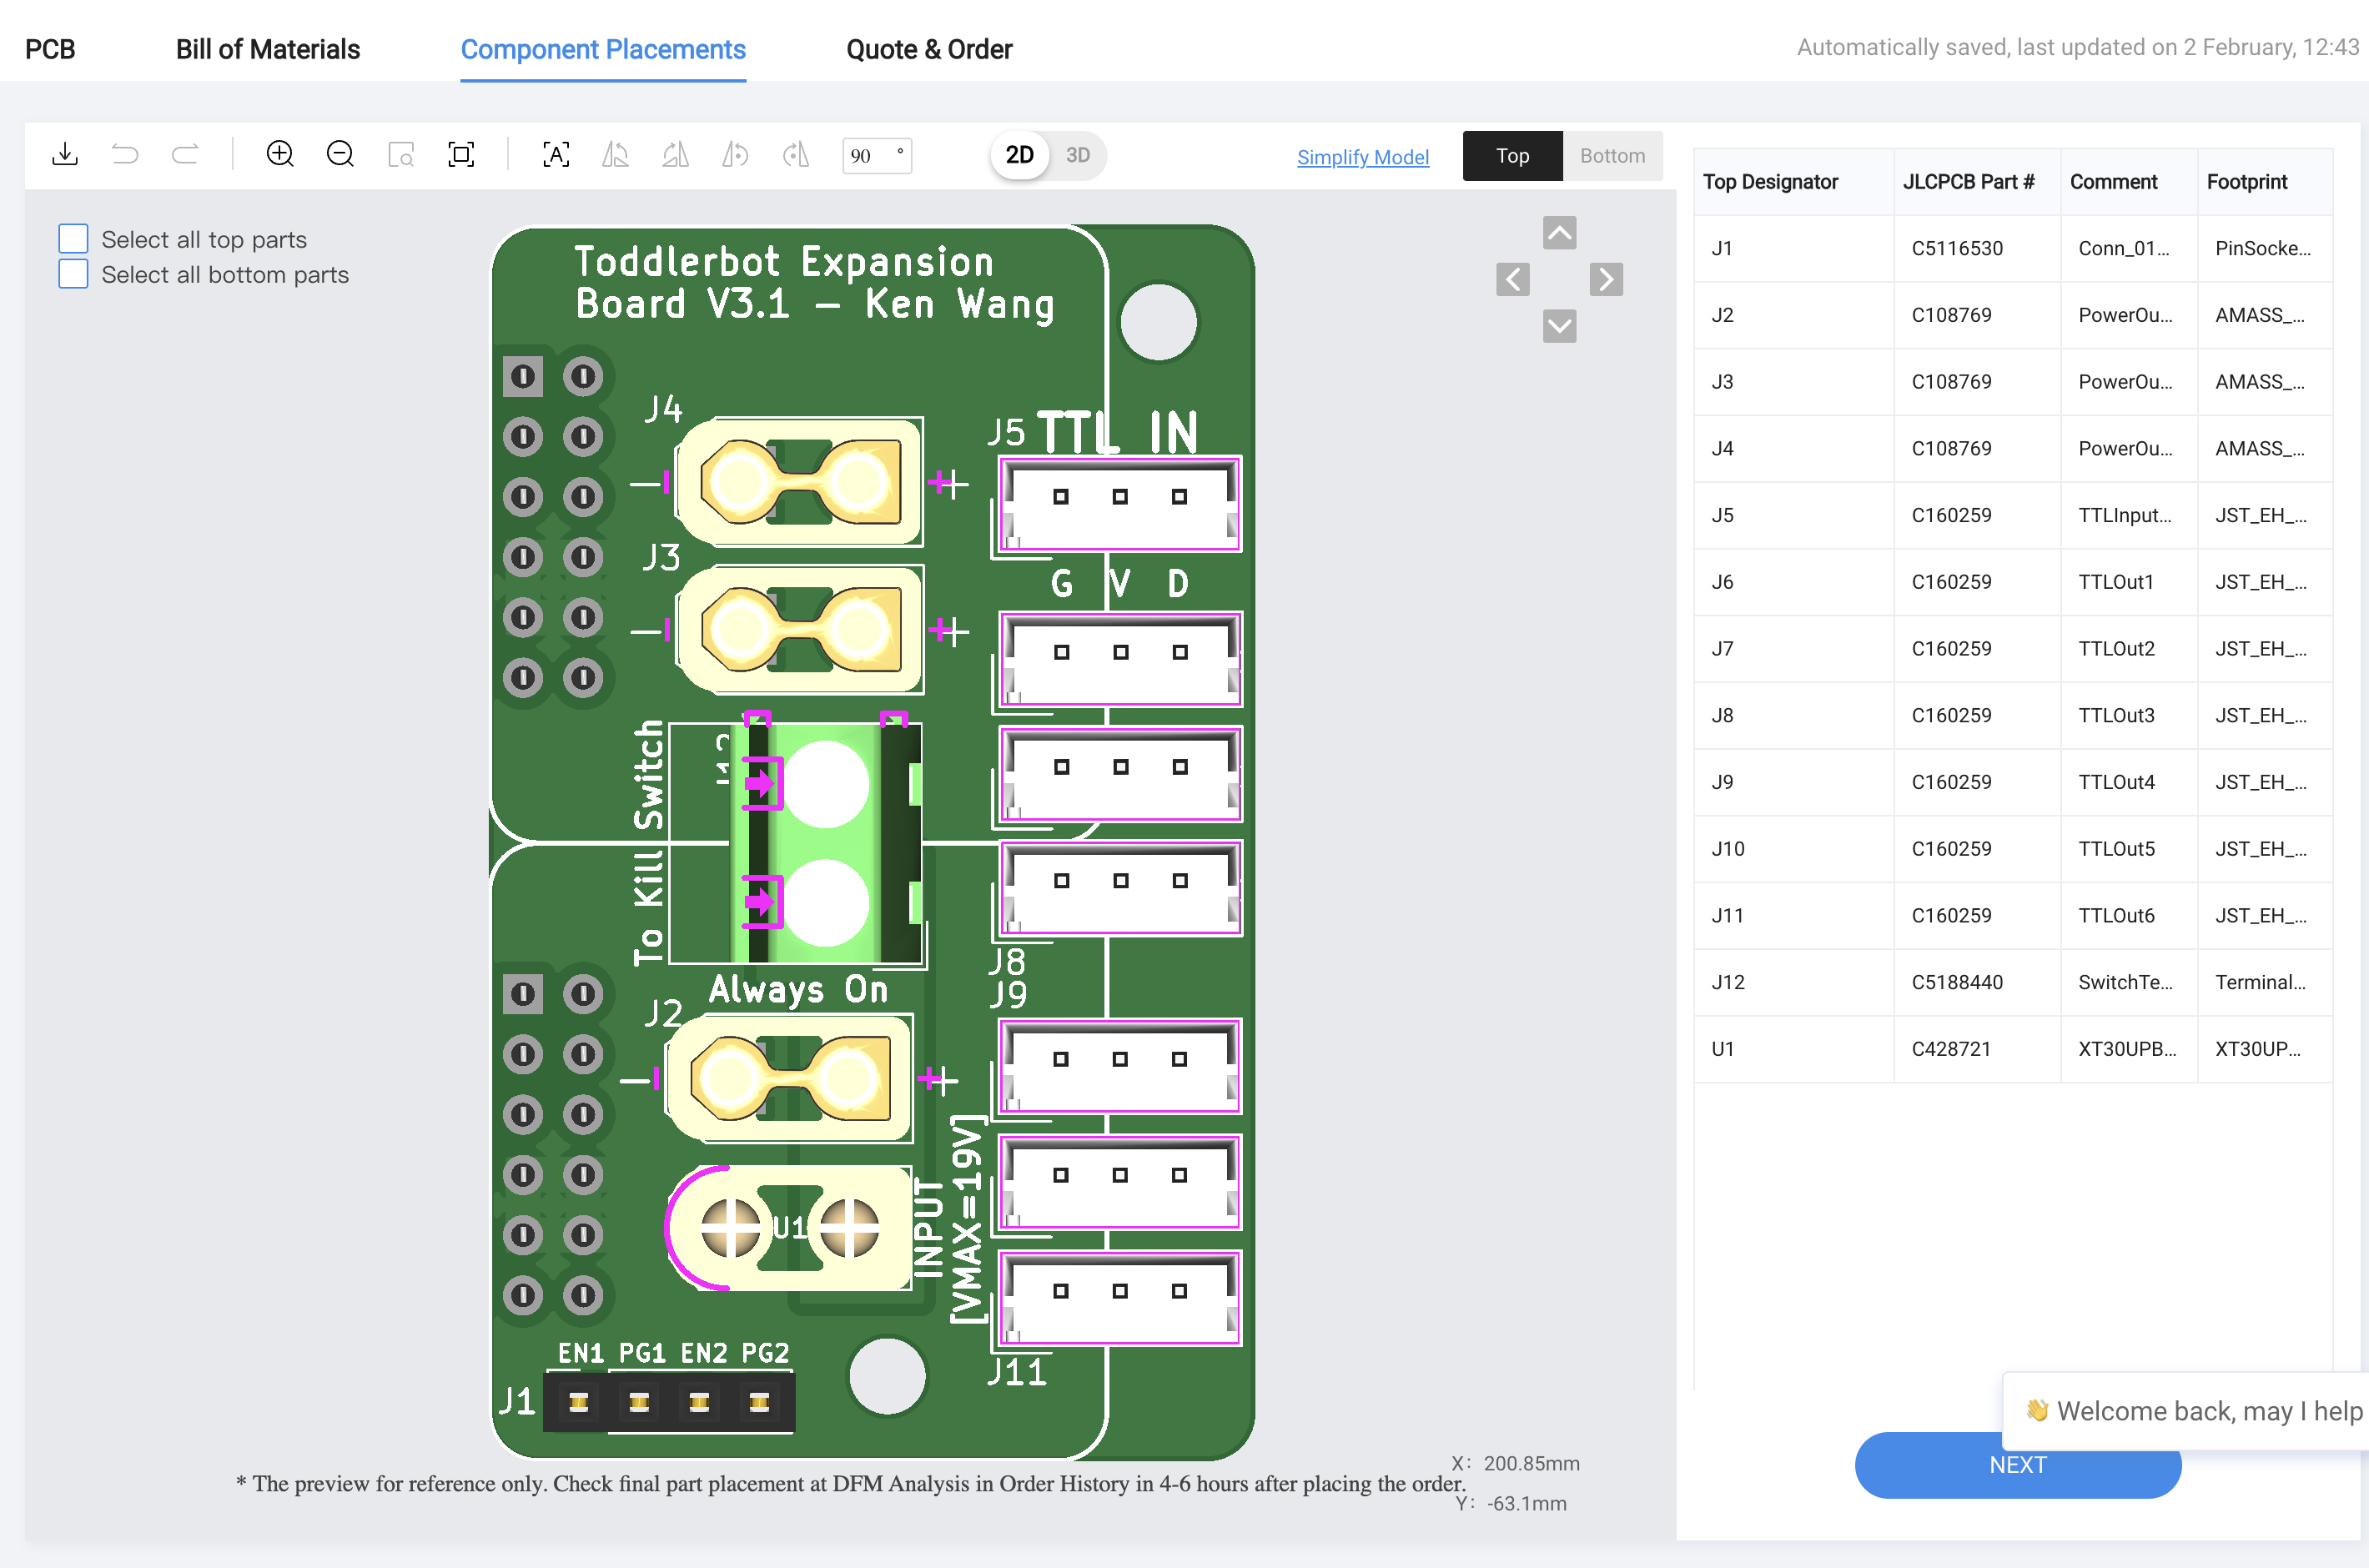 PCB
Bill of Materials
Component Placements
Quote & Order
Automatically saved, last updated on 2 February, 12:43
90 °
2D
3D
Simplify Model
Top
Bottom
Select all top parts
Select all bottom parts
Toddlerbot Expansion
Board V3.1 – Ken Wang
J4
J5
TTL IN
J3
G V D
To Kill Switch
J8
J9
Always On
J2
U1
INPUT
[VMAX=19V]
EN1 PG1 EN2 PG2
J1
J11
* The preview for reference only. Check final part placement at DFM Analysis in Order History in 4-6 hours after placing the order.
X: 200.85mm
Y: -63.1mm
Top Designator JLCPCB Part # Comment Footprint
J1 C5116530 Conn_01... PinSocke...
J2 C108769 PowerOu... AMASS_...
J3 C108769 PowerOu... AMASS_...
J4 C108769 PowerOu... AMASS_...
J5 C160259 TTLInput... JST_EH_...
J6 C160259 TTLOut1 JST_EH_...
J7 C160259 TTLOut2 JST_EH_...
J8 C160259 TTLOut3 JST_EH_...
J9 C160259 TTLOut4 JST_EH_...
J10 C160259 TTLOut5 JST_EH_...
J11 C160259 TTLOut6 JST_EH_...
J12 C5188440 SwitchTe... Terminal...
U1 C428721 XT30UPB... XT30UP...
👋 Welcome back, may I help
NEXT